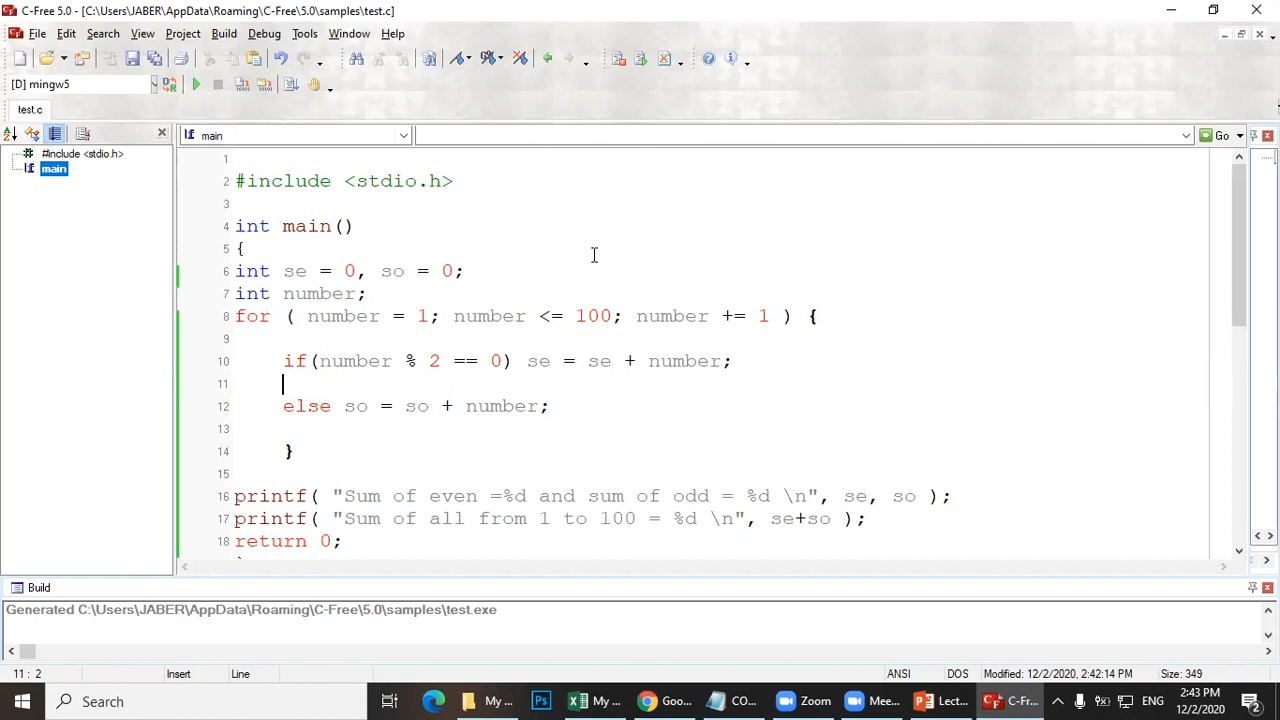 C-Free 5.0 - [C:\Users\JABER\AppData\Roaming\C-Free\5.0\samples\test.c]
File Edit Search View Project Build Debug Tools Window Help
[D] mingw5
test.c
main
Go
#include <stdio.h>
main
1
2 #include <stdio.h>
3
4 int main()
5 {
6 int se = 0, so = 0;
7 int number;
8 for ( number = 1; number <= 100; number += 1 ) {
9
10 if(number % 2 == 0) se = se + number;
11
12 else so = so + number;
13
14 }
15
16 printf( "Sum of even =%d and sum of odd = %d \n", se, so );
17 printf( "Sum of all from 1 to 100 = %d \n", se+so );
18 return 0;
Build
Generated C:\Users\JABER\AppData\Roaming\C-Free\5.0\samples\test.exe
11 : 2 Insert Line ANSI DOS Modified: 12/2/2020, 2:42:14 PM Size: 349
Search My ... Ps My ... Goo... CO... Zoom Mee... Lect... C-Fr... ENG 2:43 PM
12/2/2020 2